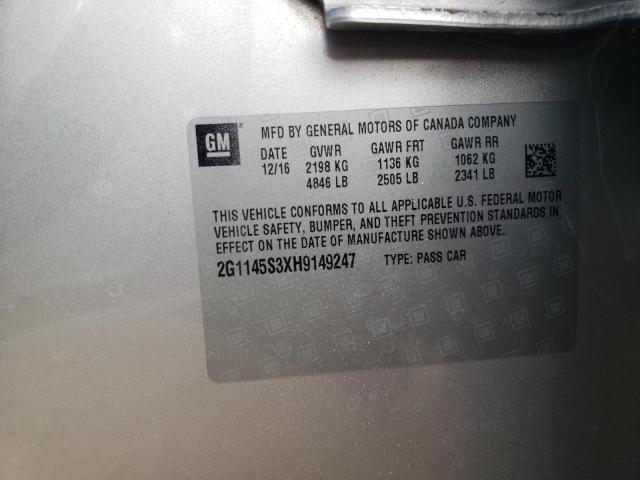 GM
MFD BY GENERAL MOTORS OF CANADA COMPANY
DATE GVWR GAWR FRT GAWR RR
12/16 2198 KG 1136 KG 1062 KG
4846 LB 2505 LB 2341 LB
THIS VEHICLE CONFORMS TO ALL APPLICABLE U.S. FEDERAL MOTOR
VEHICLE SAFETY, BUMPER, AND THEFT PREVENTION STANDARDS IN
EFFECT ON THE DATE OF MANUFACTURE SHOWN ABOVE.
2G1145S3XH9149247 TYPE: PASS CAR